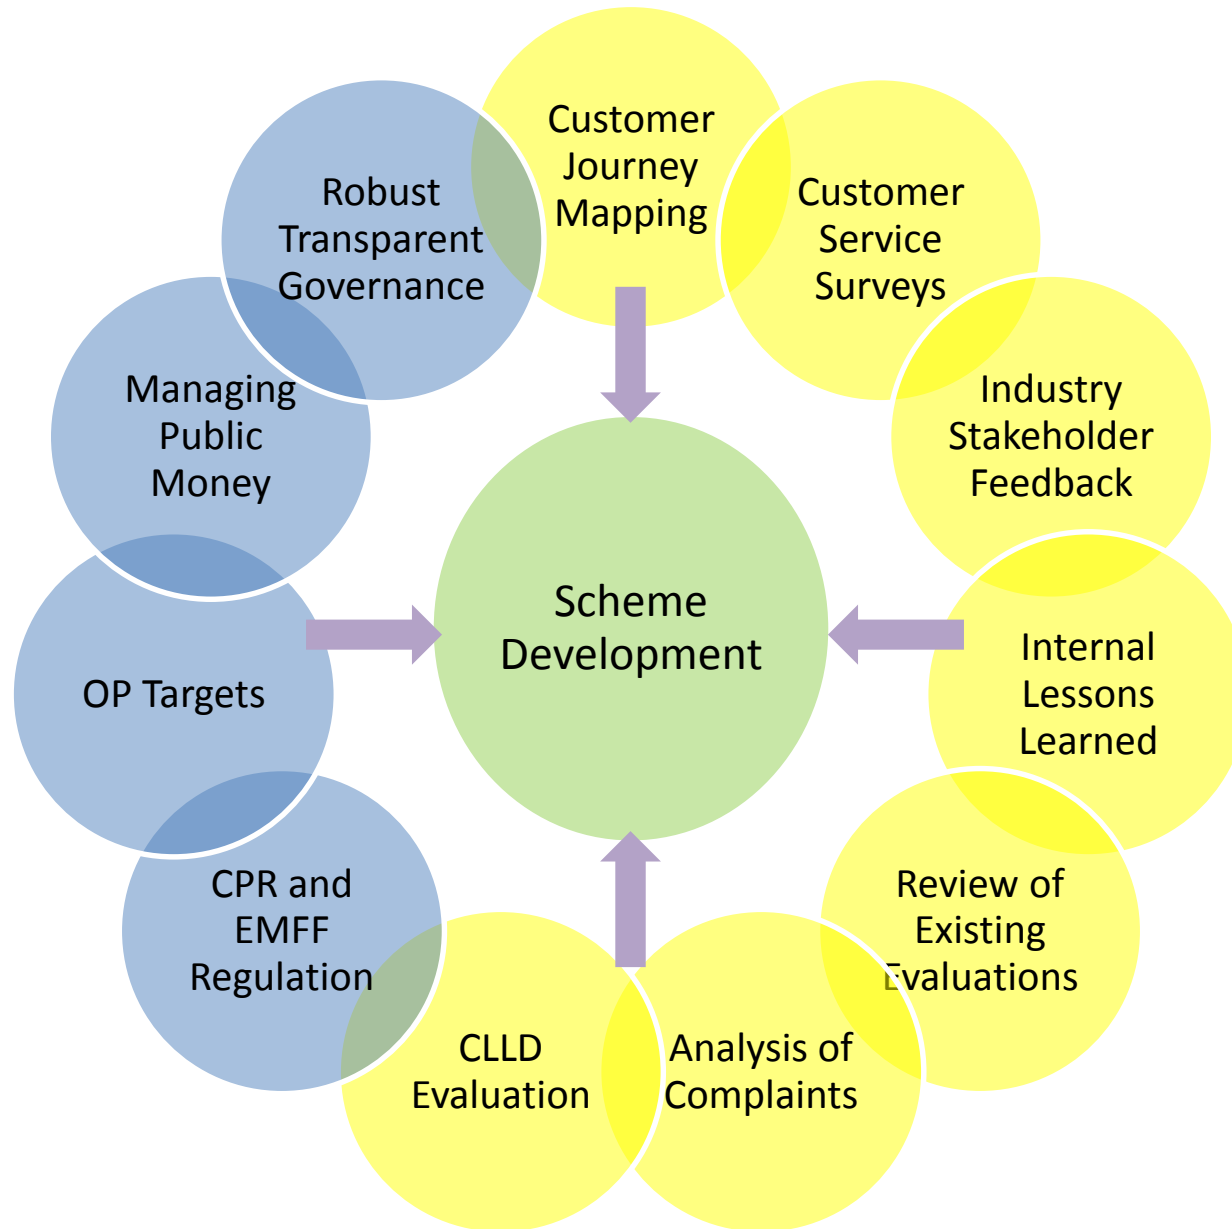 Customer
Journey
Mapping
Customer
Service
Surveys
Industry
Stakeholder
Feedback
Internal
Lessons
Learned
Review of
Existing
Evaluations
Analysis of
Complaints
CLLD
Evaluation
CPR and
EMFF
Regulation
OP Targets
Managing
Public
Money
Robust
Transparent
Governance
Scheme
Development